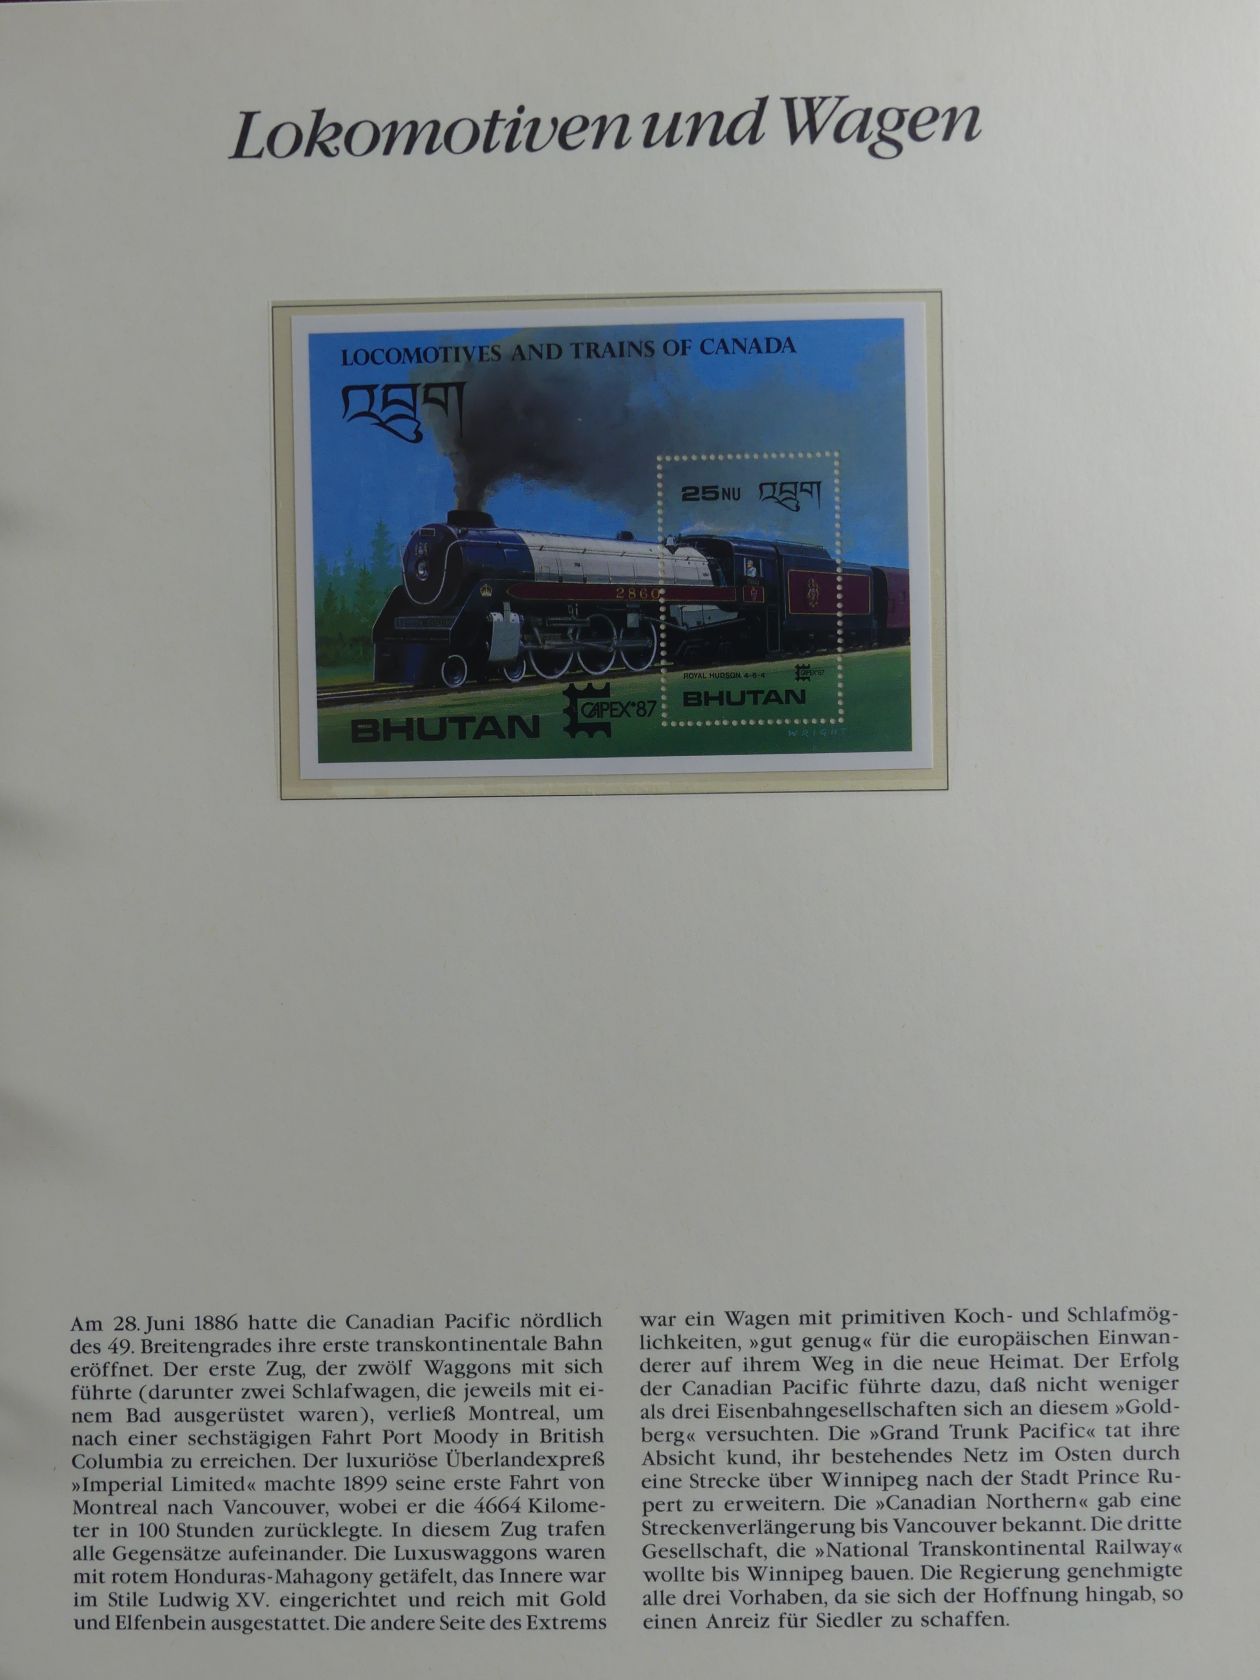 Lokomotiven und Wagen
LOCOMOTIVES AND TRAINS OF CANADA
འབྲུག
25 NU འབྲུག
2860
ROYAL HUDSON 4-6-4 CAPEX'87
BHUTAN
BHUTAN CAPEX'87
WRIGHT
Am 28. Juni 1886 hatte die Canadian Pacific nördlich
des 49. Breitengrades ihre erste transkontinentale Bahn
eröffnet. Der erste Zug, der zwölf Waggons mit sich
führte (darunter zwei Schlafwagen, die jeweils mit ei-
nem Bad ausgerüstet waren), verließ Montreal, um
nach einer sechstägigen Fahrt Port Moody in British
Columbia zu erreichen. Der luxuriöse Überlandexpreß
»Imperial Limited« machte 1899 seine erste Fahrt von
Montreal nach Vancouver, wobei er die 4664 Kilome-
ter in 100 Stunden zurücklegte. In diesem Zug trafen
alle Gegensätze aufeinander. Die Luxuswaggons waren
mit rotem Honduras-Mahagony getäfelt, das Innere war
im Stile Ludwig XV. eingerichtet und reich mit Gold
und Elfenbein ausgestattet. Die andere Seite des Extrems
war ein Wagen mit primitiven Koch- und Schlafmög-
lichkeiten, »gut genug« für die europäischen Einwan-
derer auf ihrem Weg in die neue Heimat. Der Erfolg
der Canadian Pacific führte dazu, daß nicht weniger
als drei Eisenbahngesellschaften sich an diesem »Gold-
berg« versuchten. Die »Grand Trunk Pacific« tat ihre
Absicht kund, ihr bestehendes Netz im Osten durch
eine Strecke über Winnipeg nach der Stadt Prince Ru-
pert zu erweitern. Die »Canadian Northern« gab eine
Streckenverlängerung bis Vancouver bekannt. Die dritte
Gesellschaft, die »National Transkontinental Railway«
wollte bis Winnipeg bauen. Die Regierung genehmigte
alle drei Vorhaben, da sie sich der Hoffnung hingab, so
einen Anreiz für Siedler zu schaffen.